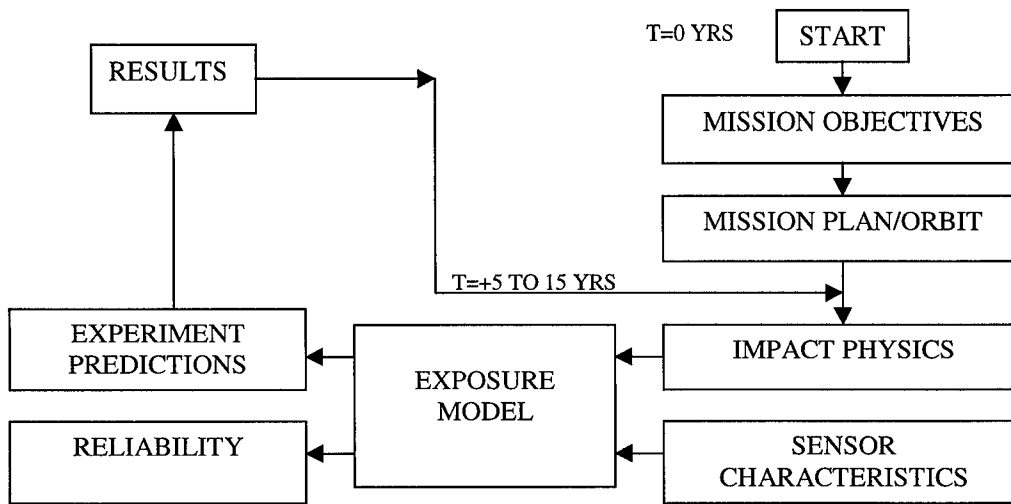 T=0 YRS
START
RESULTS
MISSION OBJECTIVES
MISSION PLAN/ORBIT
T=+5 TO 15 YRS
EXPERIMENT
PREDICTIONS
EXPOSURE
MODEL
IMPACT PHYSICS
RELIABILITY
SENSOR
CHARACTERISTICS